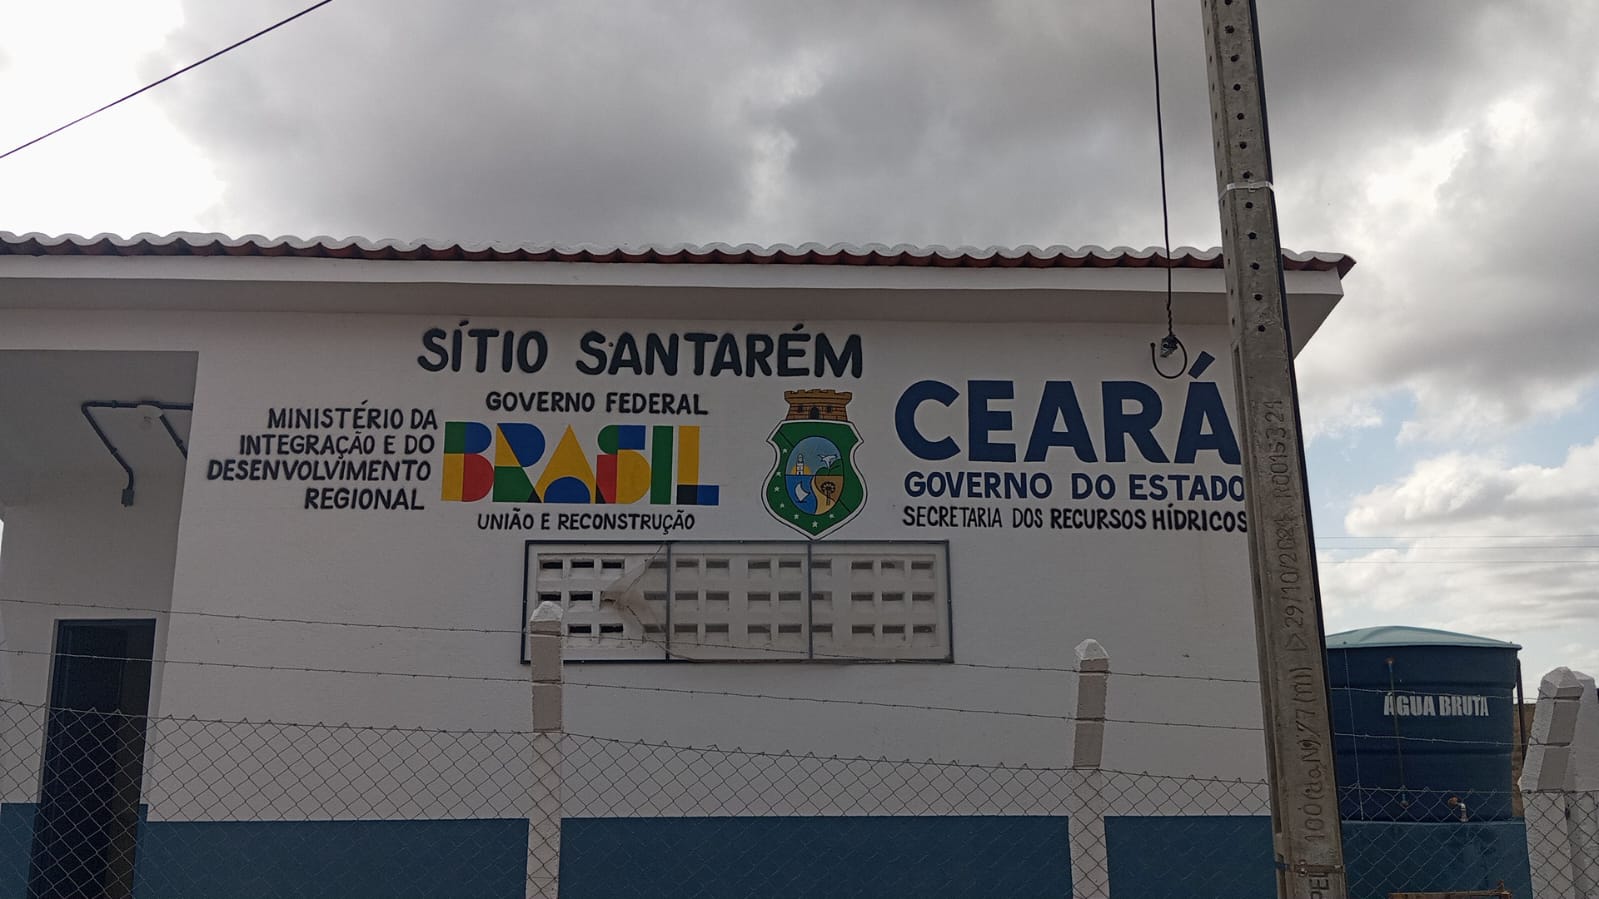 SÍTIO SANTARÉM
MINISTÉRIO DA
INTEGRAÇÃO E DO
DESENVOLVIMENTO
REGIONAL
GOVERNO FEDERAL
BRASIL
UNIÃO E RECONSTRUÇÃO
CEARÁ
GOVERNO DO ESTADO
SECRETARIA DOS RECURSOS HÍDRICOS
ÁGUA BRUTA